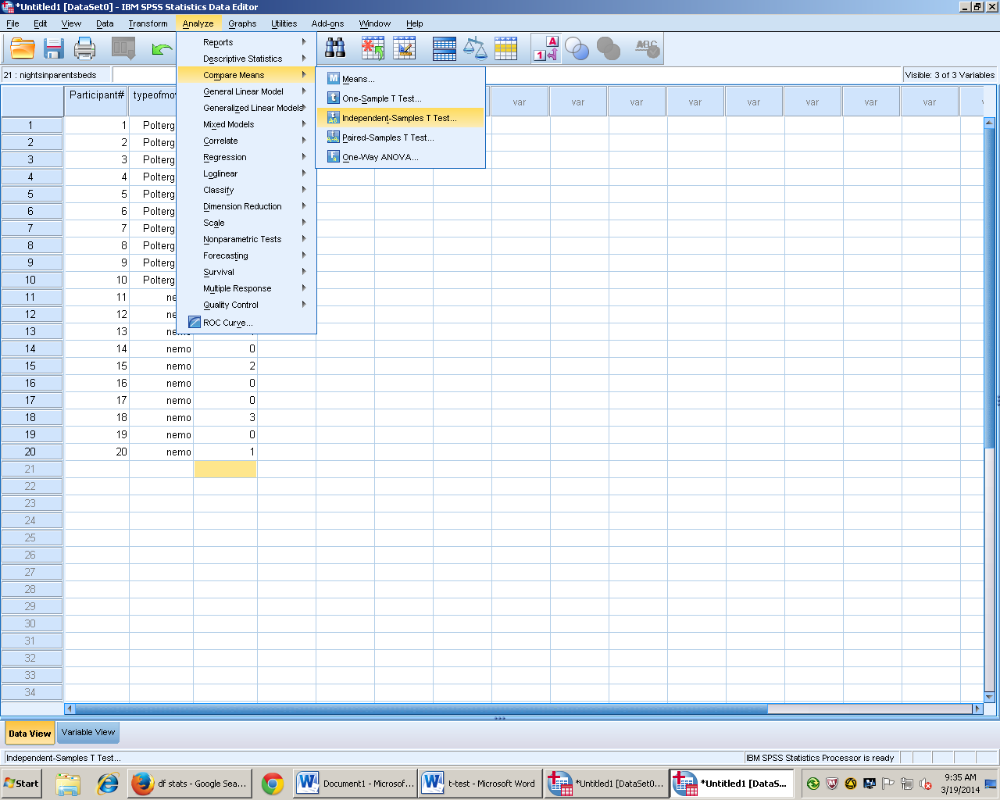 *Untitled1 [DataSet0] - IBM SPSS Statistics Data Editor
File Edit View Data Transform Analyze Graphs Utilities Add-ons Window Help
A
1
ABC
21 : nightsinparentsbeds
Visible: 3 of 3 Variables
Participant# typeofmo var var var var var var var var
Reports
Descriptive Statistics
Compare Means
General Linear Model
Generalized Linear Models
Mixed Models
Correlate
Regression
Loglinear
Classify
Dimension Reduction
Scale
Nonparametric Tests
Forecasting
Survival
Multiple Response
Quality Control
ROC Curve...
M Means...
t One-Sample T Test...
Independent-Samples T Test...
Paired-Samples T Test...
One-Way ANOVA...
1 1 Polterg
2 2 Polterg
3 3 Polterg
4 4 Polterg
5 5 Polterg
6 6 Polterg
7 7 Polterg
8 8 Polterg
9 9 Polterg
10 10 Polterg
11 11 ne
12 12 ne
13 13 ne
14 14 nemo 0
15 15 nemo 2
16 16 nemo 0
17 17 nemo 0
18 18 nemo 3
19 19 nemo 0
20 20 nemo 1
21
22
23
24
25
26
27
28
29
30
31
32
33
34
Data View Variable View
Independent-Samples T Test...
IBM SPSS Statistics Processor is ready
Start
df stats - Google Sea...
Document1 - Microsof...
t-test - Microsoft Word
*Untitled1 [DataSet0...
*Untitled1 [DataS...
9:35 AM
3/19/2014